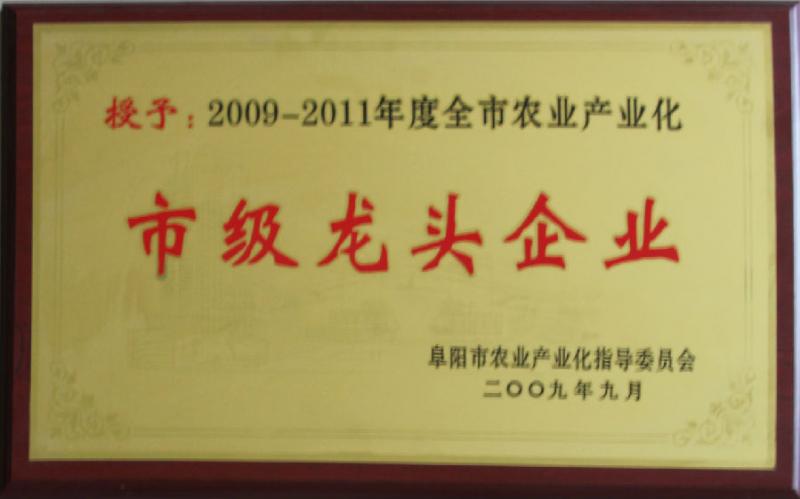 授予：2009-2011年度全市农业产业化
市级龙头企业
阜阳市农业产业化指导委员会
二〇〇九年九月